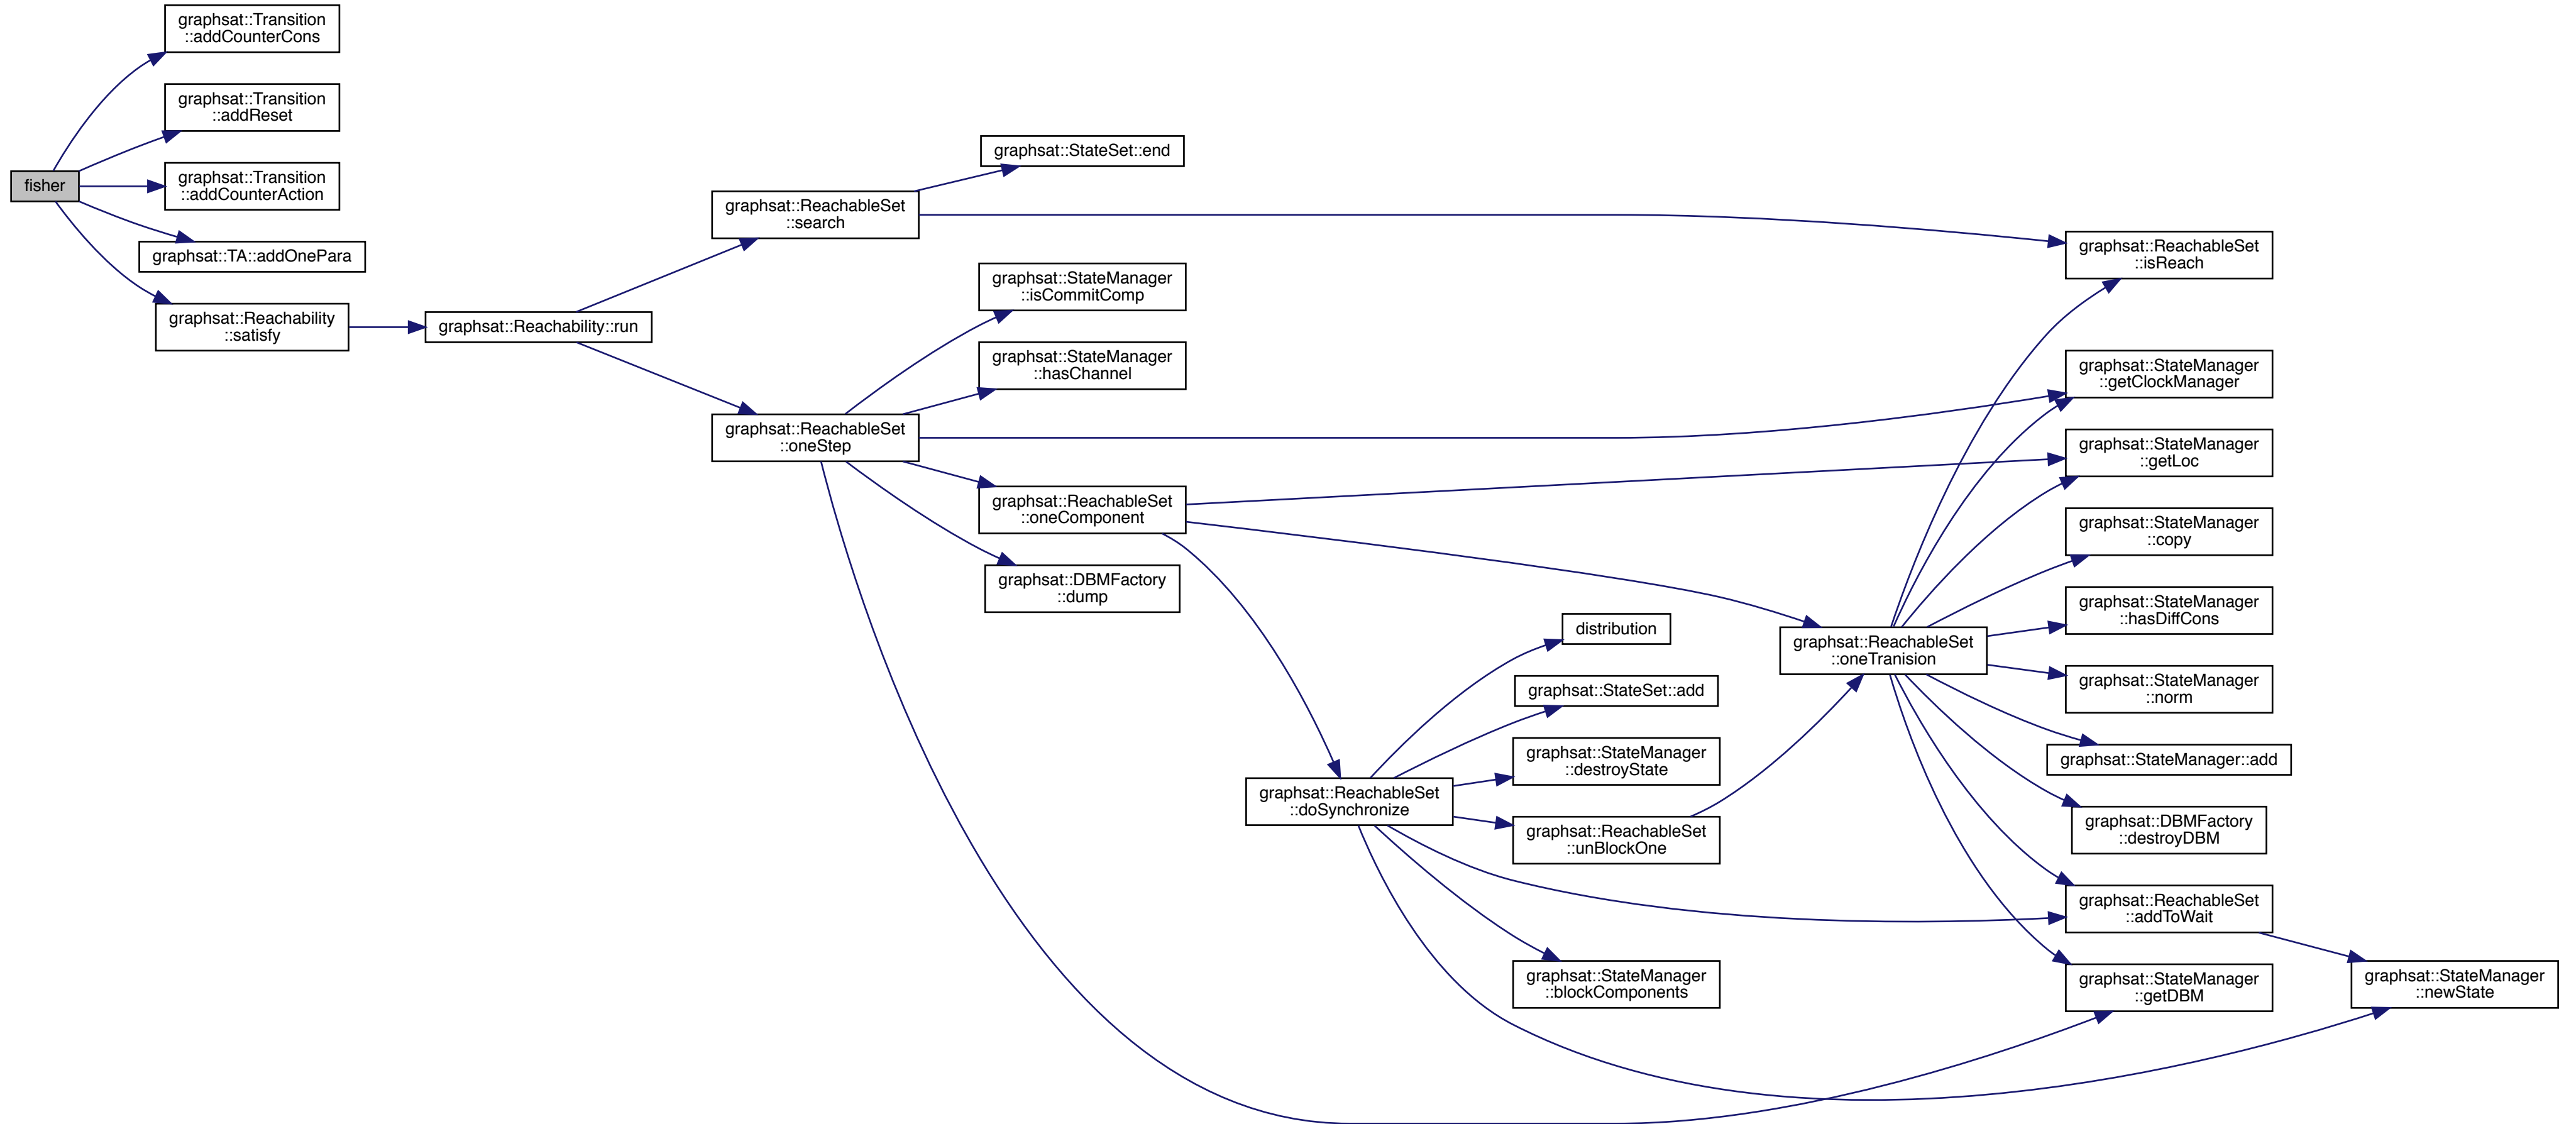 graphsat::Transition
::addCounterCons
graphsat::Transition
::addReset
fisher
graphsat::Transition
::addCounterAction
graphsat::TA::addOnePara
graphsat::Reachability
::satisfy
graphsat::Reachability::run
graphsat::ReachableSet
::search
graphsat::ReachableSet
::oneStep
graphsat::StateSet::end
graphsat::StateManager
::isCommitComp
graphsat::StateManager
::hasChannel
graphsat::ReachableSet
::oneComponent
graphsat::DBMFactory
::dump
graphsat::ReachableSet
::doSynchronize
distribution
graphsat::StateSet::add
graphsat::StateManager
::destroyState
graphsat::ReachableSet
::unBlockOne
graphsat::StateManager
::blockComponents
graphsat::ReachableSet
::oneTranision
graphsat::ReachableSet
::isReach
graphsat::StateManager
::getClockManager
graphsat::StateManager
::getLoc
graphsat::StateManager
::copy
graphsat::StateManager
::hasDiffCons
graphsat::StateManager
::norm
graphsat::StateManager::add
graphsat::DBMFactory
::destroyDBM
graphsat::ReachableSet
::addToWait
graphsat::StateManager
::getDBM
graphsat::StateManager
::newState